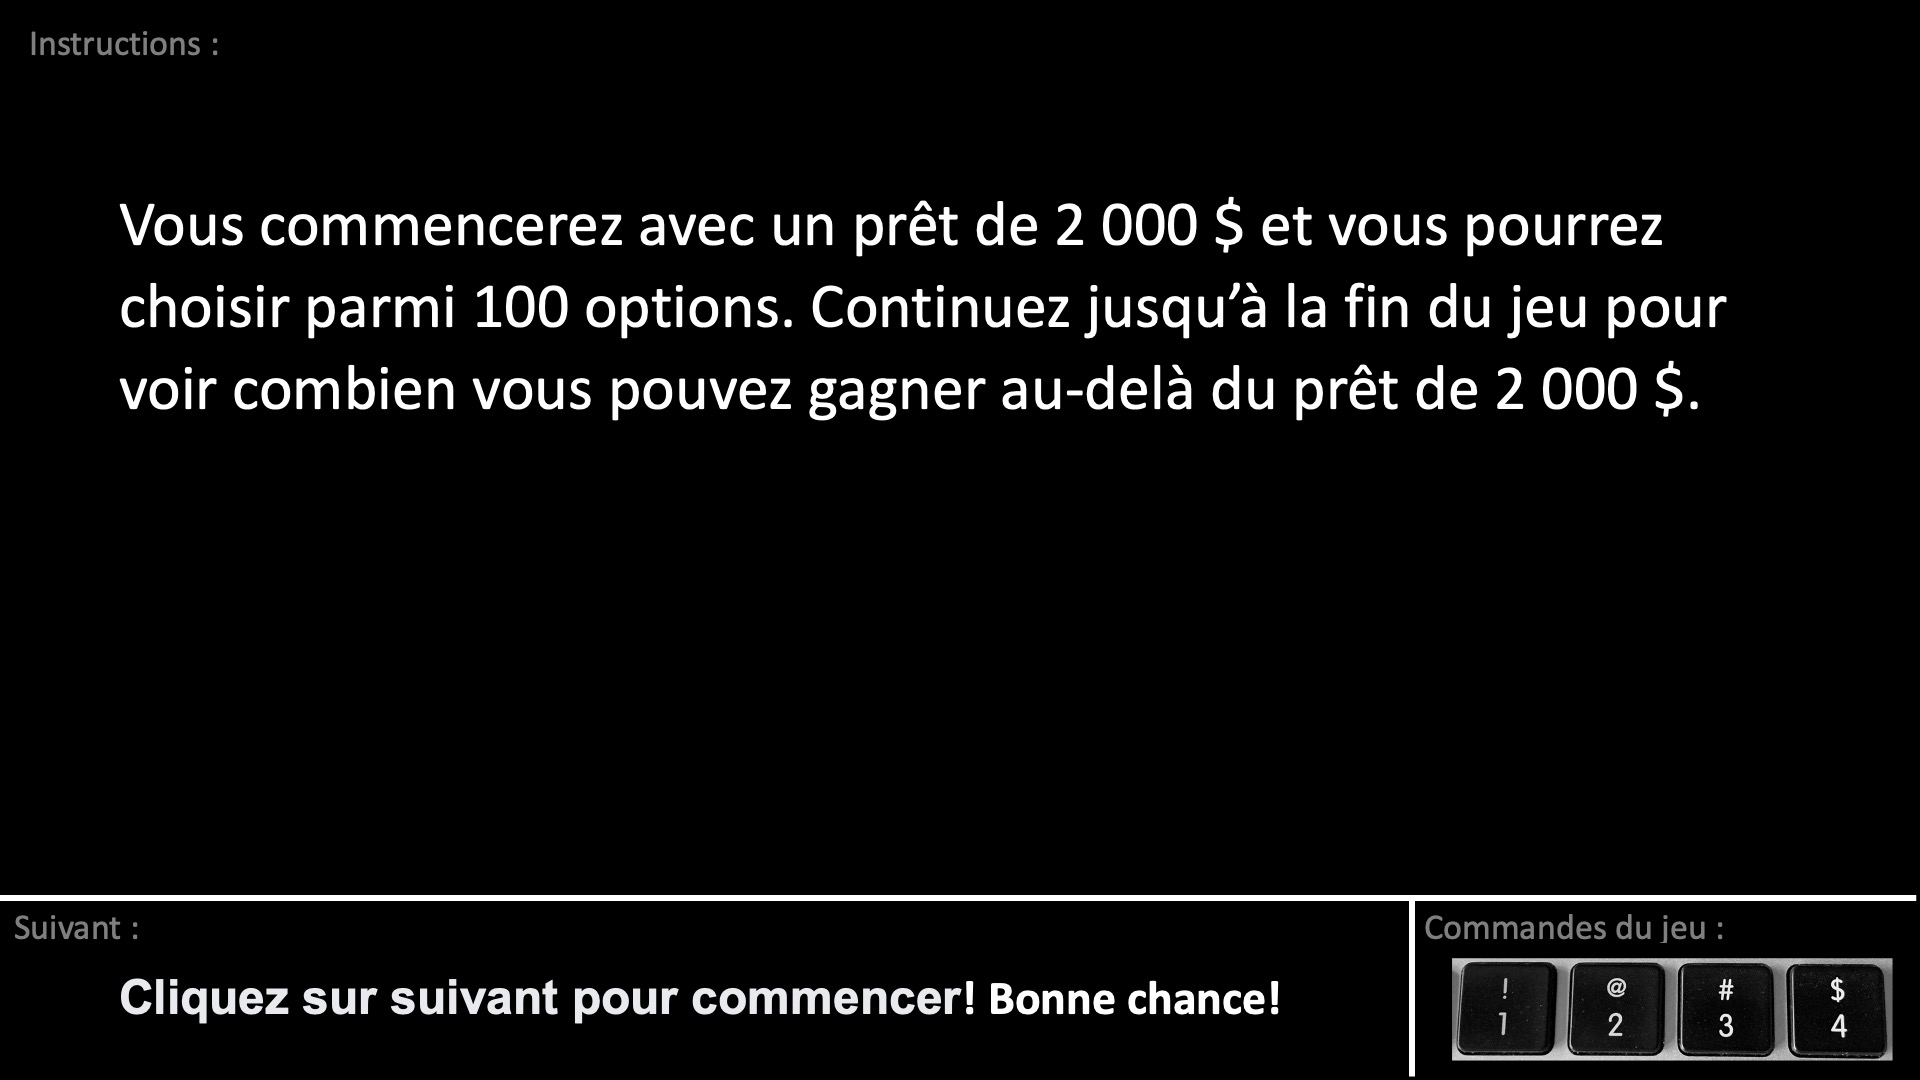 Instructions :
Vous commencerez avec un prêt de 2 000 $ et vous pourrez
choisir parmi 100 options. Continuez jusqu’à la fin du jeu pour
voir combien vous pouvez gagner au-delà du prêt de 2 000 $.
Suivant :
Cliquez sur suivant pour commencer! Bonne chance!
Commandes du jeu :
! @ # $
1 2 3 4